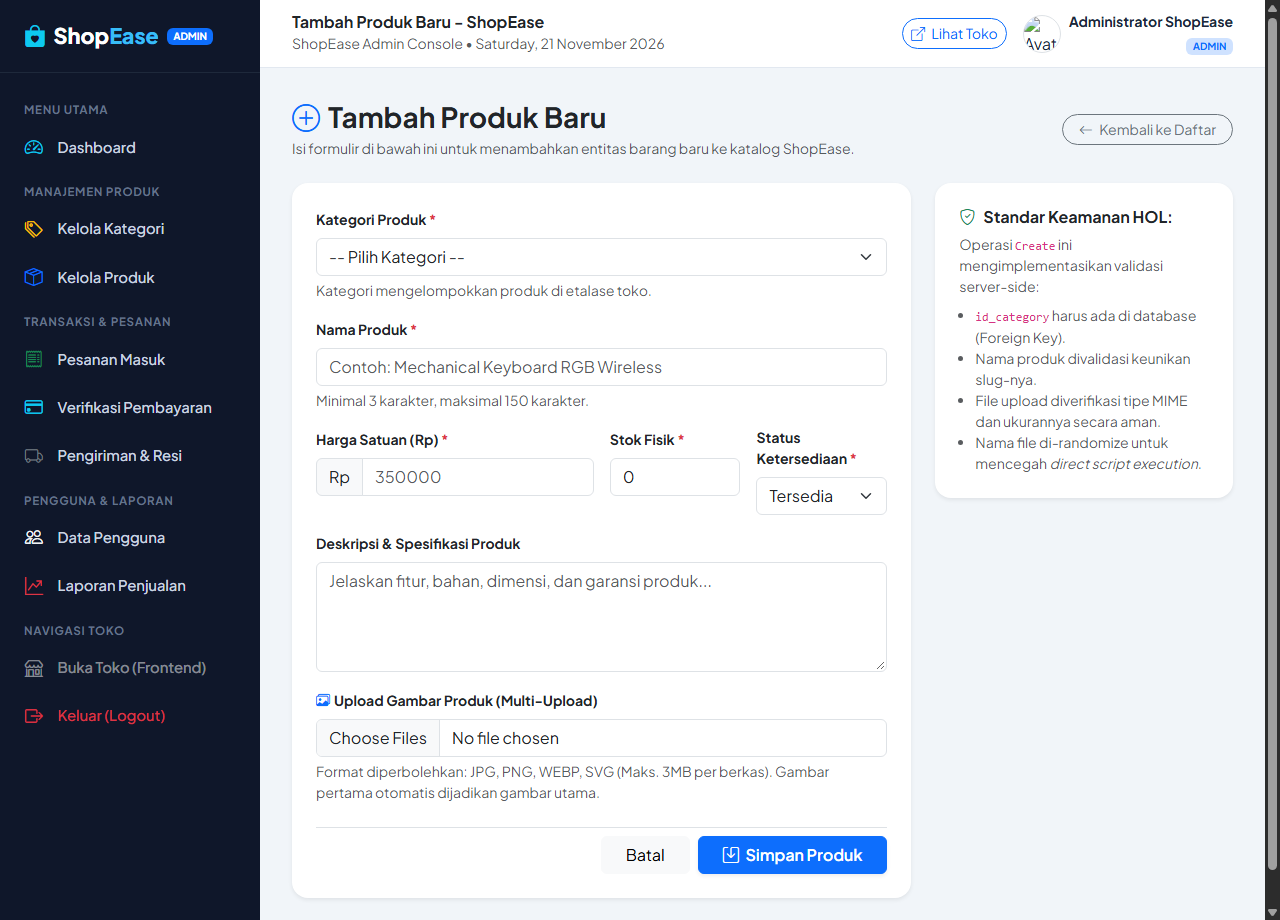 ShopEase ADMIN
MENU UTAMA
Dashboard
MANAJEMEN PRODUK
Kelola Kategori
Kelola Produk
TRANSAKSI & PESANAN
Pesanan Masuk
Verifikasi Pembayaran
Pengiriman & Resi
PENGGUNA & LAPORAN
Data Pengguna
Laporan Penjualan
NAVIGASI TOKO
Buka Toko (Frontend)
Keluar (Logout)
Tambah Produk Baru - ShopEase
ShopEase Admin Console • Saturday, 21 November 2026
Lihat Toko
Avat
Administrator ShopEase
ADMIN
Tambah Produk Baru
Isi formulir di bawah ini untuk menambahkan entitas barang baru ke katalog ShopEase.
Kembali ke Daftar
Kategori Produk *
-- Pilih Kategori --
Kategori mengelompokkan produk di etalase toko.
Nama Produk *
Contoh: Mechanical Keyboard RGB Wireless
Minimal 3 karakter, maksimal 150 karakter.
Harga Satuan (Rp) *
Rp 350000
Stok Fisik *
0
Status
Ketersediaan *
Tersedia
Deskripsi & Spesifikasi Produk
Jelaskan fitur, bahan, dimensi, dan garansi produk...
Upload Gambar Produk (Multi-Upload)
Choose Files No file chosen
Format diperbolehkan: JPG, PNG, WEBP, SVG (Maks. 3MB per berkas). Gambar
pertama otomatis dijadikan gambar utama.
Batal
Simpan Produk
Standar Keamanan HOL:
Operasi Create ini
mengimplementasikan validasi
server-side:
• id_category harus ada di database
(Foreign Key).
• Nama produk divalidasi keunikan
slug-nya.
• File upload diverifikasi tipe MIME
dan ukurannya secara aman.
• Nama file di-randomize untuk
mencegah direct script execution.